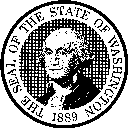 THE SEAL OF THE STATE OF WASHINGTON
1889